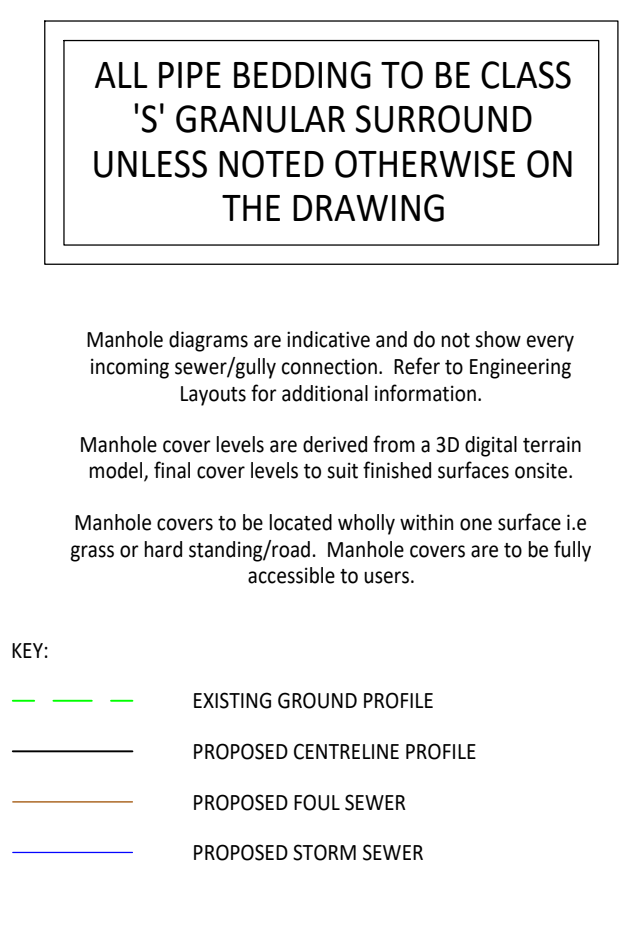 ALL PIPE BEDDING TO BE CLASS
'S' GRANULAR SURROUND
UNLESS NOTED OTHERWISE ON
THE DRAWING
Manhole diagrams are indicative and do not show every
incoming sewer/gully connection.  Refer to Engineering
Layouts for additional information.
Manhole cover levels are derived from a 3D digital terrain
model, final cover levels to suit finished surfaces onsite.
Manhole covers to be located wholly within one surface i.e
grass or hard standing/road.  Manhole covers are to be fully
accessible to users.
KEY:
EXISTING GROUND PROFILE
PROPOSED CENTRELINE PROFILE
PROPOSED FOUL SEWER
PROPOSED STORM SEWER